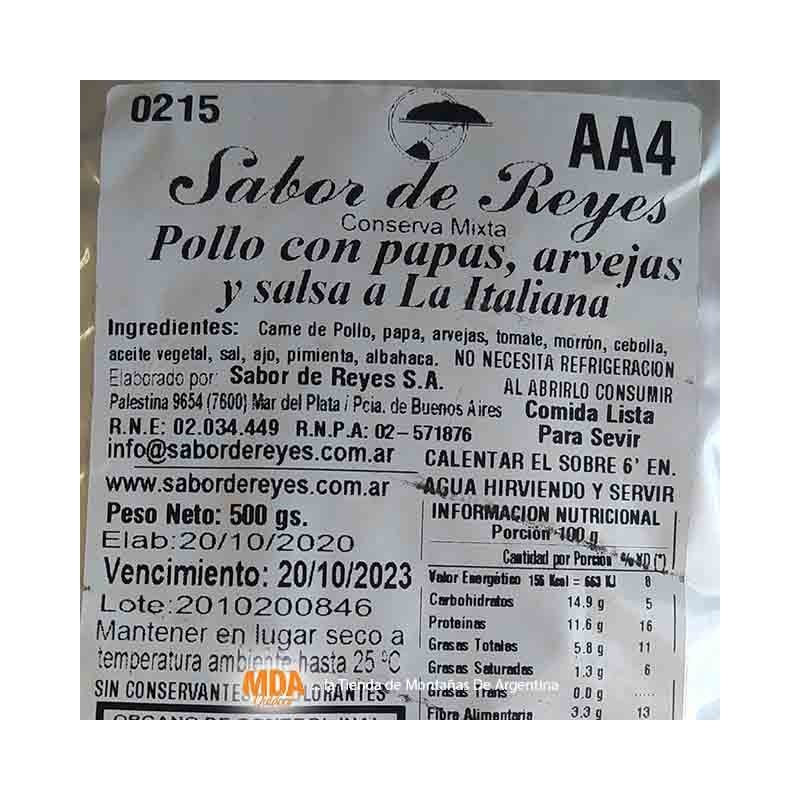 0215
AA4
Sabor de Reyes
Conserva Mixta
Pollo con papas, arvejas
y salsa a La Italiana
Ingredientes: Carne de Pollo, papa, arvejas, tomate, morrón, cebolla,
aceite vegetal, sal, ajo, pimienta, albahaca. NO NECESITA REFRIGERACION
Elaborado por: Sabor de Reyes S.A.
AL ABRIRLO CONSUMIR
Palestina 9654 (7600) Mar del Plata / Pcia. de Buenos Aires
Comida Lista
Para Sevir
R.N.E: 02.034.449 R.N.P.A: 02-571876
info@sabordereyes.com.ar
CALENTAR EL SOBRE 6' EN.
AGUA HIRVIENDO Y SERVIR
www.sabordereyes.com.ar
Peso Neto: 500 gs.
Elab:20/10/2020
Vencimiento: 20/10/2023
Lote:2010200846
Mantener en lugar seco a
temperatura ambiente hasta 25 ºC
SIN CONSERVANTES LORANTES
INFORMACION NUTRICIONAL
Porción 100 g
Cantidad por Porción %VD (*)
Valor Energético 156 Kcal = 663 KJ 8
Carbohidratos 14.9 g 5
Proteínas 11.6 g 16
Grasas Totales 5.8 g 11
Grasas Saturadas 1.3 g 6
Grasas Trans 0.0 g .....
Fibra Alimentaria 3.3 g 13
MDA
Outdoor
... la Tienda de Montañas De Argentina